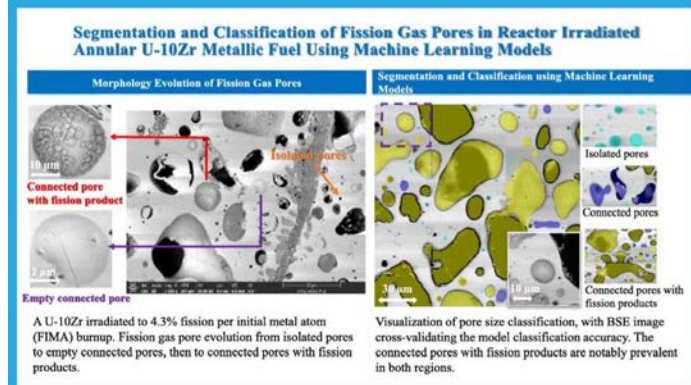 Segmentation and Classification of Fission Gas Pores in Reactor Irradiated
Annular U-10Zr Metallic Fuel Using Machine Learning Models
Morphology Evolution of Fission Gas Pores
10 μm
Connected pore
with fission product
2 μm
Empty connected pore
Isolated pores
A U-10Zr irradiated to 4.3% fission per initial metal atom
(FIMA) burnup. Fission gas pore evolution from isolated pores
to empty connected pores, then to connected pores with fission
products.
Segmentation and Classification using Machine Learning
Models
30 μm
10 μm
Isolated pores
Connected pores
Connected pores with
fission products
Visualization of pore size classification, with BSE image
cross-validating the model classification accuracy. The
connected pores with fission products are notably prevalent
in both regions.